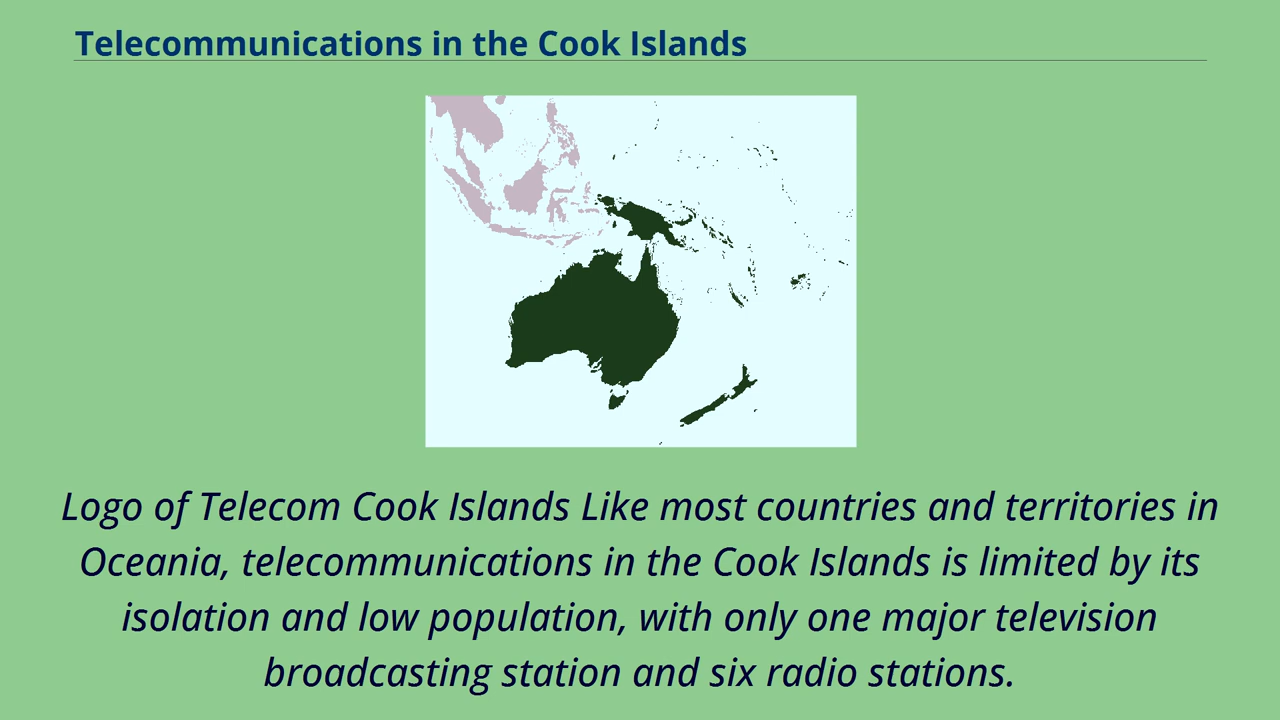 Telecommunications in the Cook Islands
Logo of Telecom Cook Islands Like most countries and territories in
Oceania, telecommunications in the Cook Islands is limited by its
isolation and low population, with only one major television
broadcasting station and six radio stations.